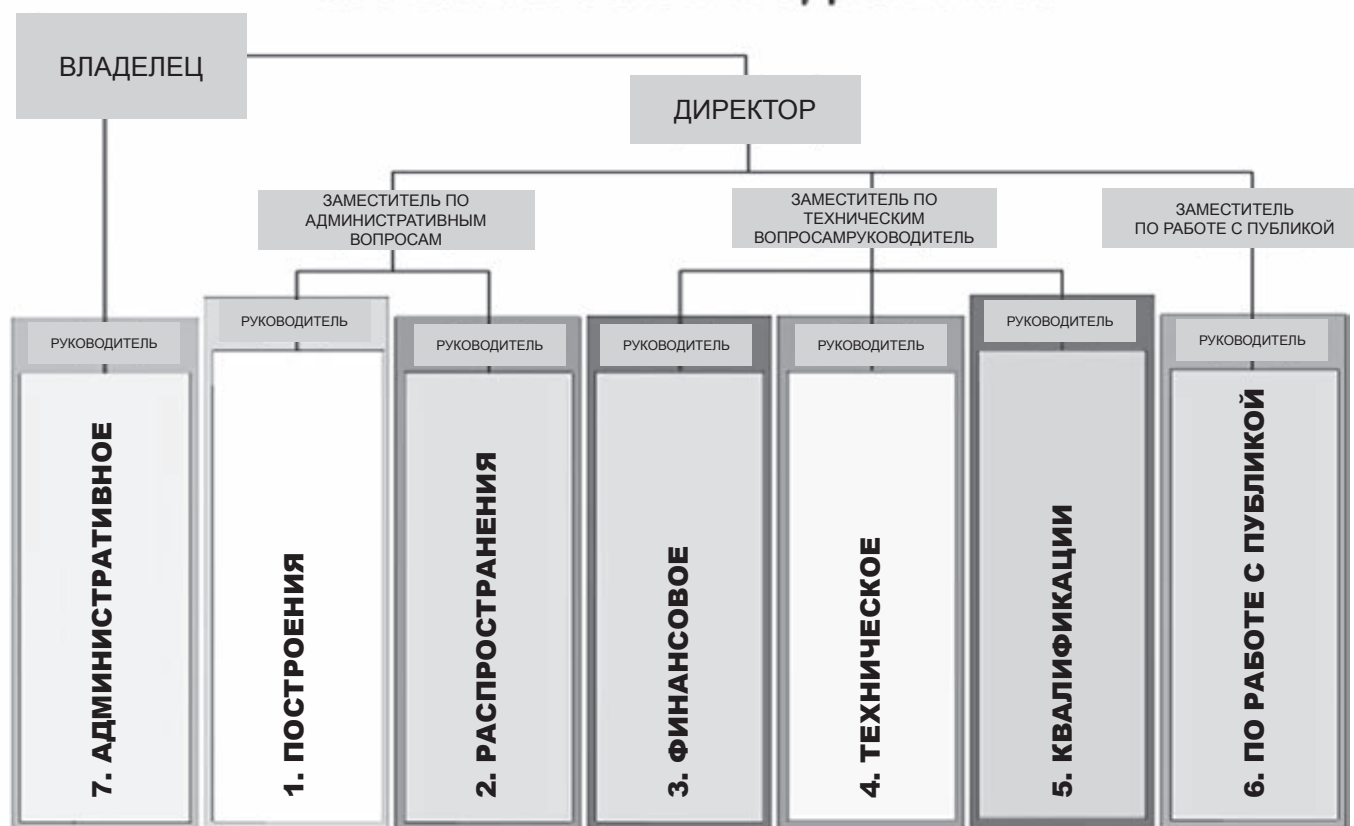 ВЛАДЕЛЕЦ
ДИРЕКТОР
ЗАМЕСТИТЕЛЬ ПО
АДМИНИСТРАТИВНЫМ
ВОПРОСАМ
ЗАМЕСТИТЕЛЬ ПО
ТЕХНИЧЕСКИМ
ВОПРОСАМРУКОВОДИТЕЛЬ
ЗАМЕСТИТЕЛЬ
ПО РАБОТЕ С ПУБЛИКОЙ
РУКОВОДИТЕЛЬ
7. АДМИНИСТРАТИВНОЕ
РУКОВОДИТЕЛЬ
1. ПОСТРОЕНИЯ
РУКОВОДИТЕЛЬ
2. РАСПРОСТРАНЕНИЯ
РУКОВОДИТЕЛЬ
3. ФИНАНСОВОЕ
РУКОВОДИТЕЛЬ
4. ТЕХНИЧЕСКОЕ
РУКОВОДИТЕЛЬ
5. КВАЛИФИКАЦИИ
РУКОВОДИТЕЛЬ
6. ПО РАБОТЕ С ПУБЛИКОЙ